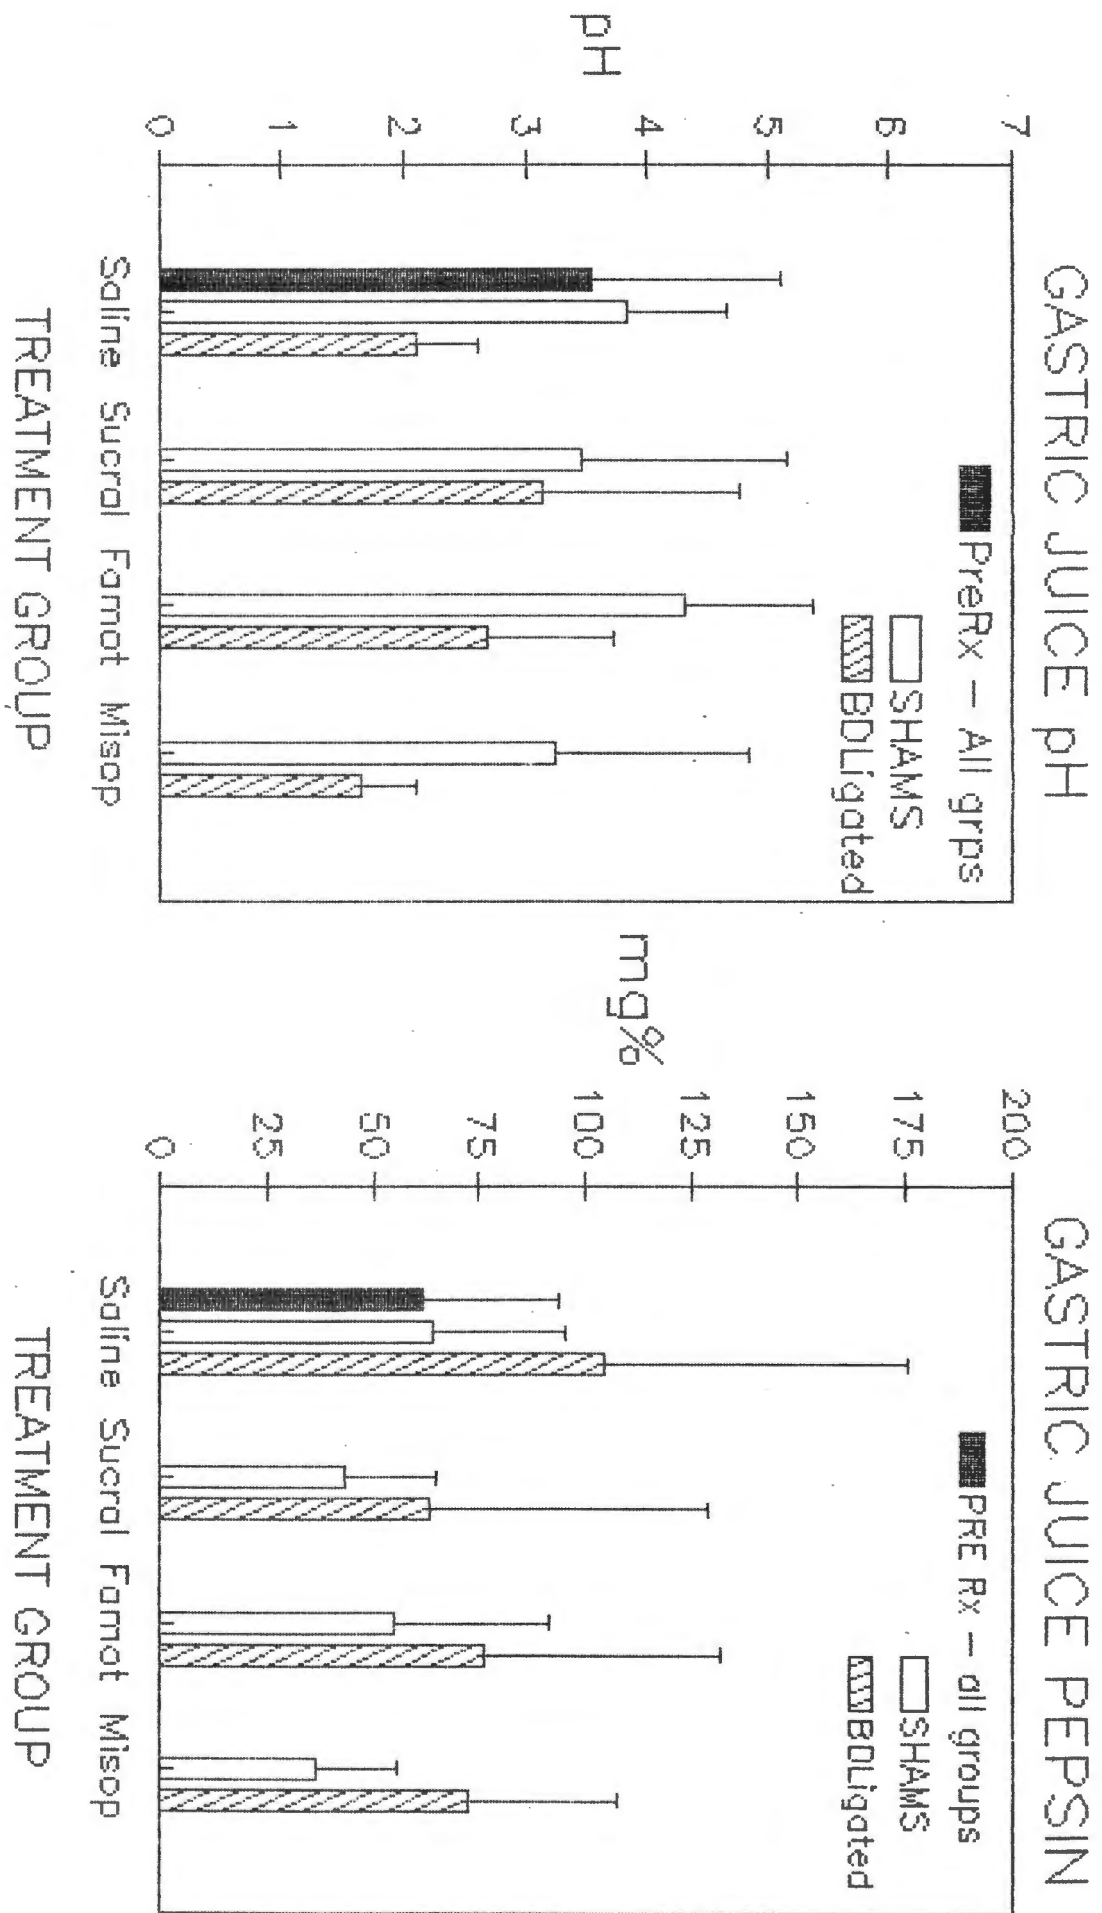 GASTRIC JUICE pH
PreRx - All grps
SHAMS
BDLigated
pH
7
6
5
4
3
2
1
0
Saline Sucral Famot Misop
TREATMENT GROUP
GASTRIC JUICE PEPSIN
PRE Rx - all groups
SHAMS
BDLigated
mg%
200
175
150
125
100
75
50
25
0
Saline Sucral Famot Misop
TREATMENT GROUP